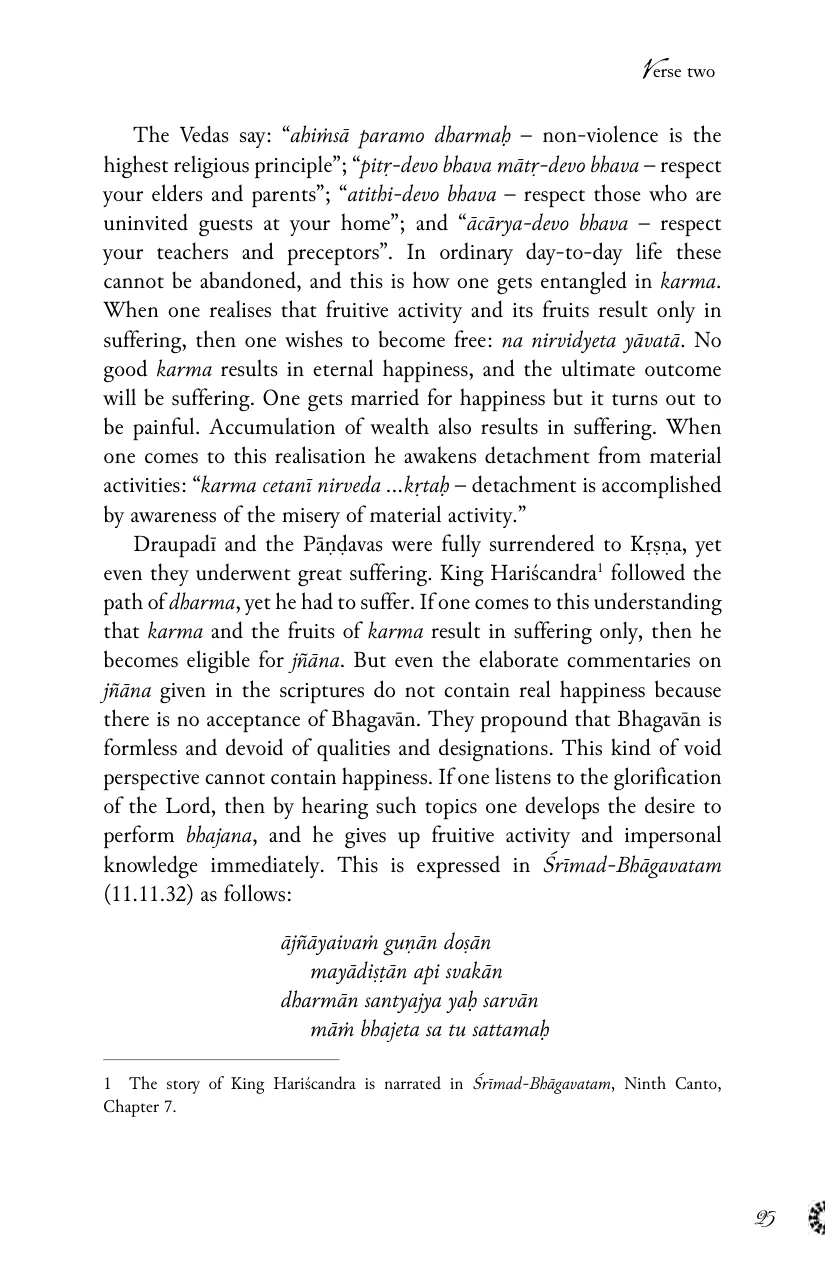 Verse two
The Vedas say: “ahiṁsā paramo dharmaḥ – non-violence is the
highest religious principle”; “pitṛ-devo bhava mātṛ-devo bhava – respect
your elders and parents”; “atithi-devo bhava – respect those who are
uninvited guests at your home”; and “ācārya-devo bhava – respect
your teachers and preceptors”. In ordinary day-to-day life these
cannot be abandoned, and this is how one gets entangled in karma.
When one realises that fruitive activity and its fruits result only in
suffering, then one wishes to become free: na nirvidyeta yāvatā. No
good karma results in eternal happiness, and the ultimate outcome
will be suffering. One gets married for happiness but it turns out to
be painful. Accumulation of wealth also results in suffering. When
one comes to this realisation he awakens detachment from material
activities: “karma cetanī nirveda ...kṛtaḥ – detachment is accomplished
by awareness of the misery of material activity.”
Draupadī and the Pāṇḍavas were fully surrendered to Kṛṣṇa, yet
even they underwent great suffering. King Hariścandra1 followed the
path of dharma, yet he had to suffer. If one comes to this understanding
that karma and the fruits of karma result in suffering only, then he
becomes eligible for jñāna. But even the elaborate commentaries on
jñāna given in the scriptures do not contain real happiness because
there is no acceptance of Bhagavān. They propound that Bhagavān is
formless and devoid of qualities and designations. This kind of void
perspective cannot contain happiness. If one listens to the glorification
of the Lord, then by hearing such topics one develops the desire to
perform bhajana, and he gives up fruitive activity and impersonal
knowledge immediately. This is expressed in Śrīmad-Bhāgavatam
(11.11.32) as follows:
ājñāyaivaṁ guṇān doṣān
mayādiṣṭān api svakān
dharmān santyajya yaḥ sarvān
māṁ bhajeta sa tu sattamaḥ
1 The story of King Hariścandra is narrated in Śrīmad-Bhāgavatam, Ninth Canto,
Chapter 7.
25